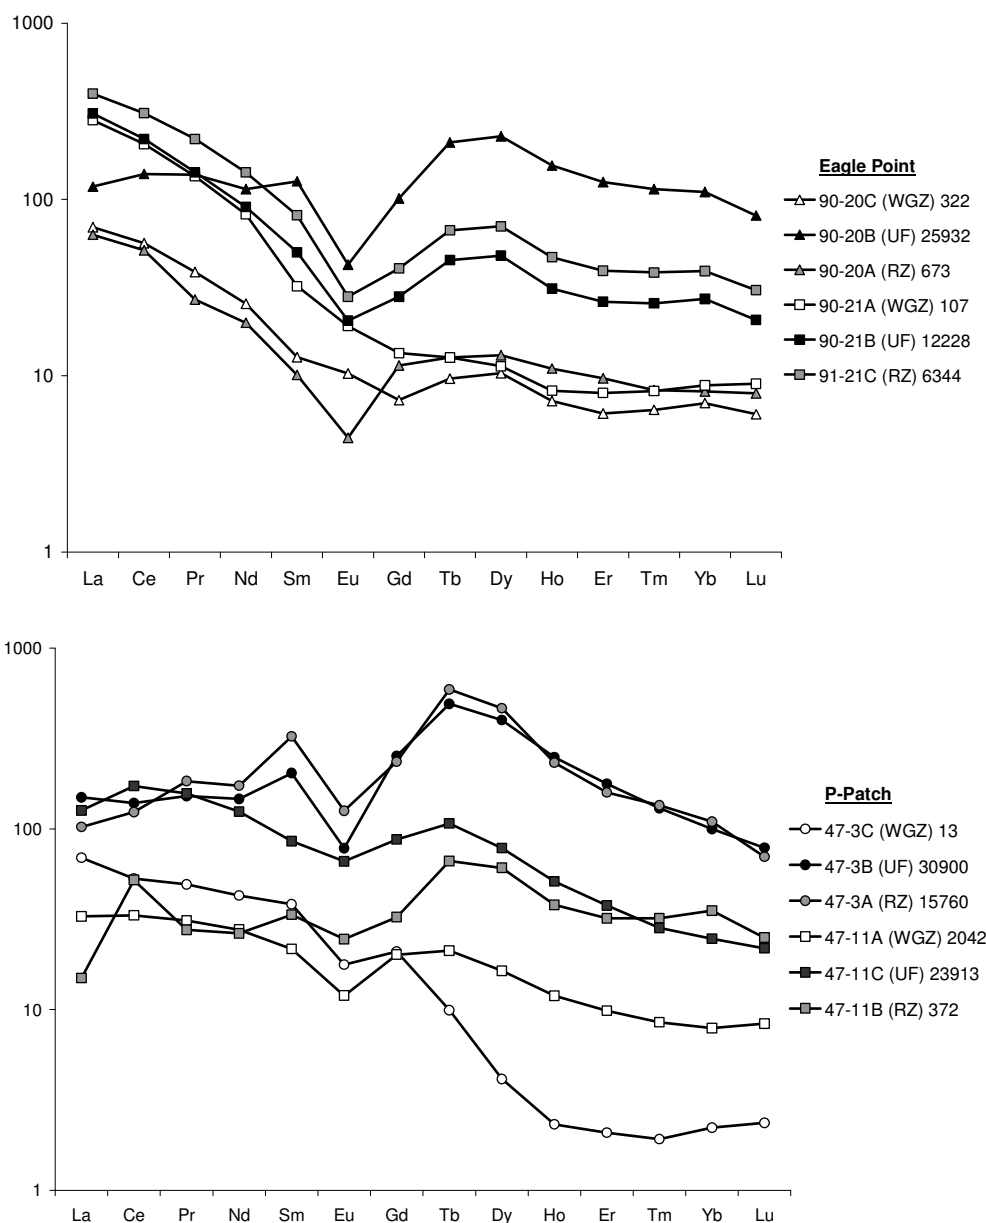 1000
100
10
1
La Ce Pr Nd Sm Eu Gd Tb Dy Ho Er Tm Yb Lu
Eagle Point
90-20C (WGZ) 322
90-20B (UF) 25932
90-20A (RZ) 673
90-21A (WGZ) 107
90-21B (UF) 12228
91-21C (RZ) 6344
1000
100
10
1
La Ce Pr Nd Sm Eu Gd Tb Dy Ho Er Tm Yb Lu
P-Patch
47-3C (WGZ) 13
47-3B (UF) 30900
47-3A (RZ) 15760
47-11A (WGZ) 2042
47-11C (UF) 23913
47-11B (RZ) 372